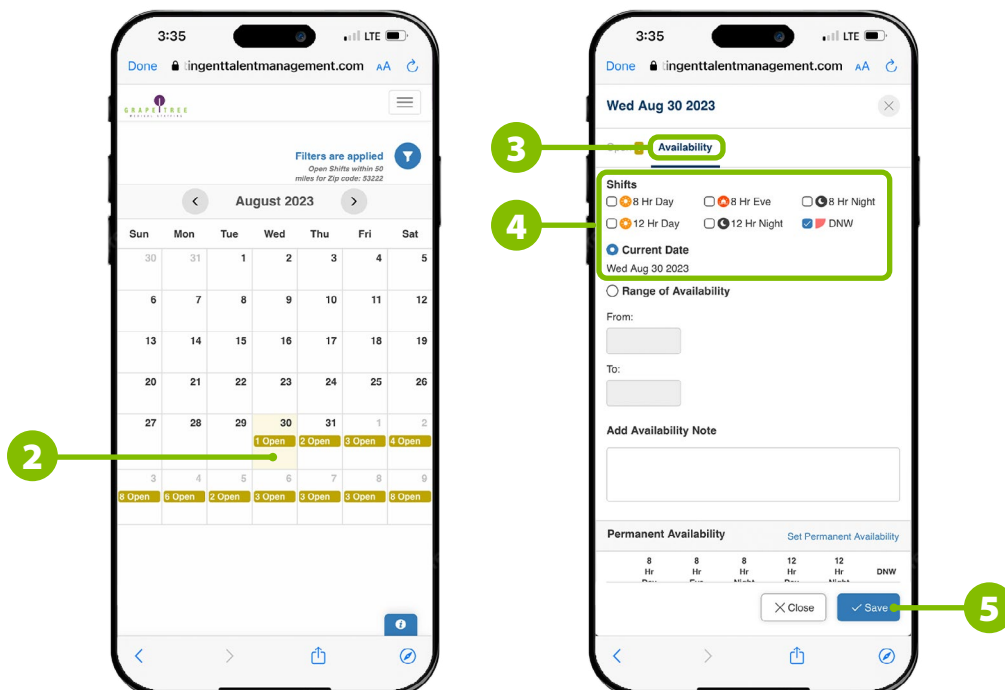 3:35
LTE
Done
ingenttalentmanagement.com
AA
GRAPETREE
Filters are applied
Open Shifts within 50
miles for Zip code: 53222
August 2023
Sun Mon Tue Wed Thu Fri Sat
30 31 1 2 3 4 5
6 7 8 9 10 11 12
13 14 15 16 17 18 19
20 21 22 23 24 25 26
27 28 29 30 31 1 2
1 Open 2 Open 3 Open 4 Open
2
3 4 5 6 7 8 9
8 Open 6 Open 2 Open 3 Open 3 Open 3 Open 8 Open
3:35
LTE
Done
ingenttalentmanagement.com
AA
Wed Aug 30 2023
3
Availability
Shifts
8 Hr Day 8 Hr Eve 8 Hr Night
4
12 Hr Day 12 Hr Night DNW
Current Date
Wed Aug 30 2023
Range of Availability
From:
To:
Add Availability Note
Permanent Availability Set Permanent Availability
8 8 8 12 12
Hr Hr Hr Hr Hr DNW
Day Eve Night Day Night
Close Save
5